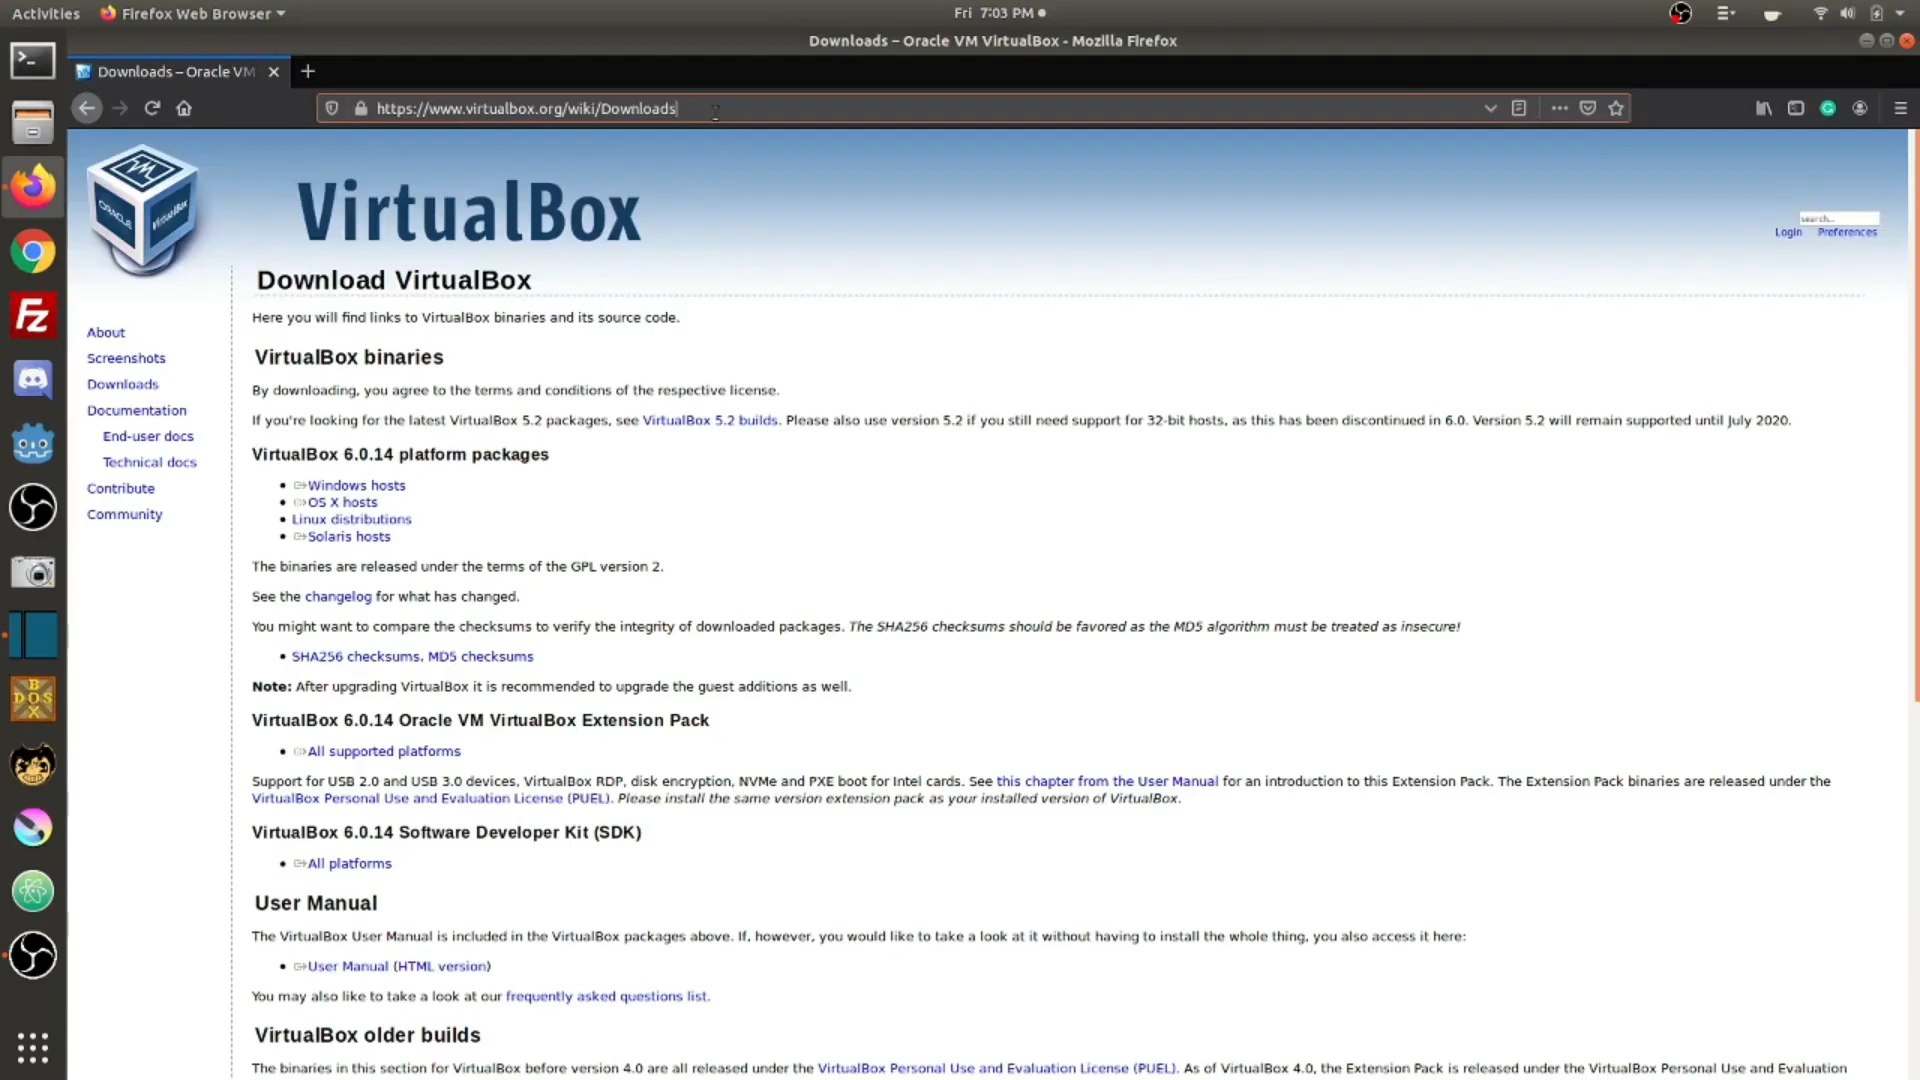 Activities Firefox Web Browser Fri 7:03 PM
Downloads – Oracle VM VirtualBox - Mozilla Firefox
Downloads – Oracle VM
https://www.virtualbox.org/wiki/Downloads
VirtualBox
ORACLE VirtualBox
search...
Login Preferences
About
Screenshots
Downloads
Documentation
End-user docs
Technical docs
Contribute
Community
Download VirtualBox
Here you will find links to VirtualBox binaries and its source code.
VirtualBox binaries
By downloading, you agree to the terms and conditions of the respective license.
If you're looking for the latest VirtualBox 5.2 packages, see VirtualBox 5.2 builds. Please also use version 5.2 if you still need support for 32-bit hosts, as this has been discontinued in 6.0. Version 5.2 will remain supported until July 2020.
VirtualBox 6.0.14 platform packages
• Windows hosts
• OS X hosts
• Linux distributions
• Solaris hosts
The binaries are released under the terms of the GPL version 2.
See the changelog for what has changed.
You might want to compare the checksums to verify the integrity of downloaded packages. The SHA256 checksums should be favored as the MD5 algorithm must be treated as insecure!
• SHA256 checksums, MD5 checksums
Note: After upgrading VirtualBox it is recommended to upgrade the guest additions as well.
VirtualBox 6.0.14 Oracle VM VirtualBox Extension Pack
• All supported platforms
Support for USB 2.0 and USB 3.0 devices, VirtualBox RDP, disk encryption, NVMe and PXE boot for Intel cards. See this chapter from the User Manual for an introduction to this Extension Pack. The Extension Pack binaries are released under the
VirtualBox Personal Use and Evaluation License (PUEL). Please install the same version extension pack as your installed version of VirtualBox.
VirtualBox 6.0.14 Software Developer Kit (SDK)
• All platforms
User Manual
The VirtualBox User Manual is included in the VirtualBox packages above. If, however, you would like to take a look at it without having to install the whole thing, you also access it here:
• User Manual (HTML version)
You may also like to take a look at our frequently asked questions list.
VirtualBox older builds
The binaries in this section for VirtualBox before version 4.0 are all released under the VirtualBox Personal Use and Evaluation License (PUEL). As of VirtualBox 4.0, the Extension Pack is released under the VirtualBox Personal Use and Evaluation
Fz
DOS
BOX